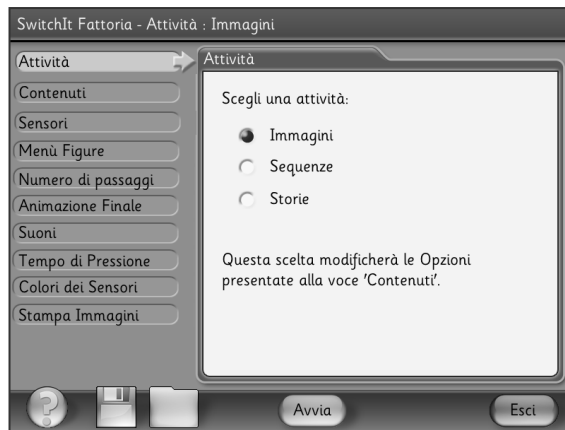 SwitchIt Fattoria - Attività : Immagini
Attività
Contenuti
Sensori
Menù Figure
Numero di passaggi
Animazione Finale
Suoni
Tempo di Pressione
Colori dei Sensori
Stampa Immagini
Attività
Scegli una attività:
Immagini
Sequenze
Storie
Questa scelta modificherà le Opzioni
presentate alla voce 'Contenuti'.
?
Avvia
Esci